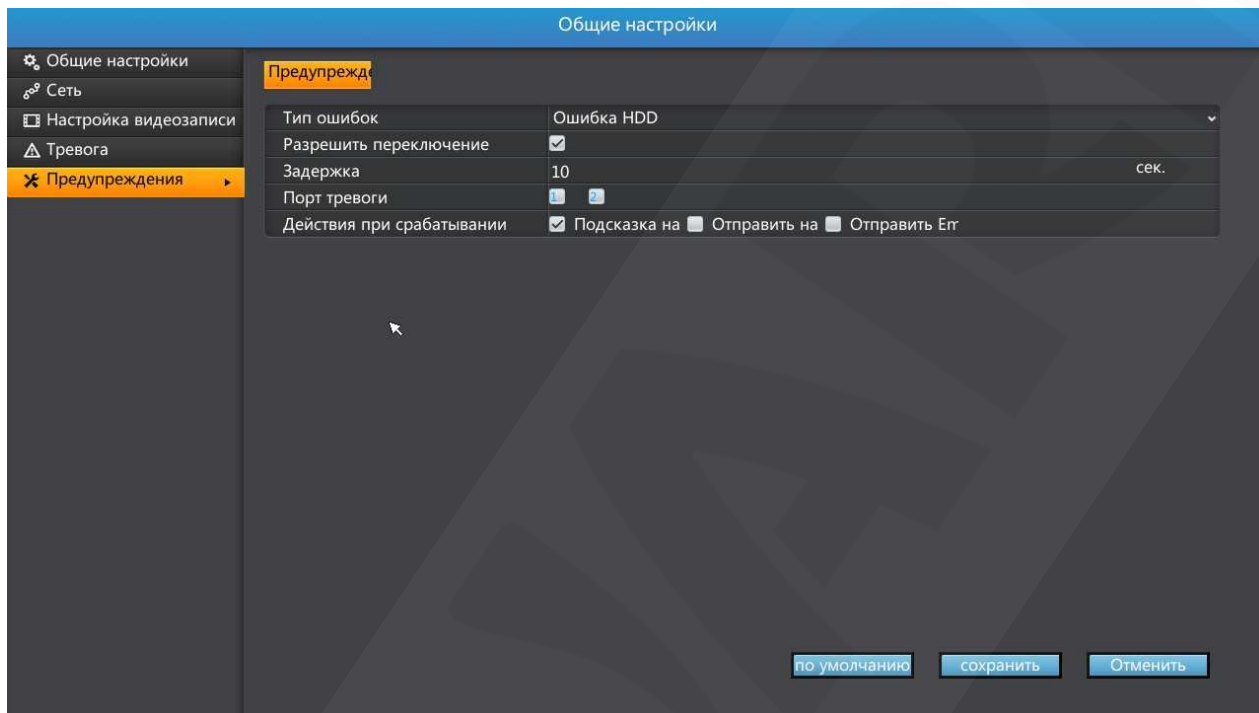 Общие настройки
Общие настройки
Сеть
Настройка видеозаписи
Тревога
Предупреждения
Предупрежде
Тип ошибок Ошибка HDD
Разрешить переключение
Задержка 10 сек.
Порт тревоги 1 2
Действия при срабатывании Подсказка на Отправить на Отправить Em
по умолчанию сохранить Отменить